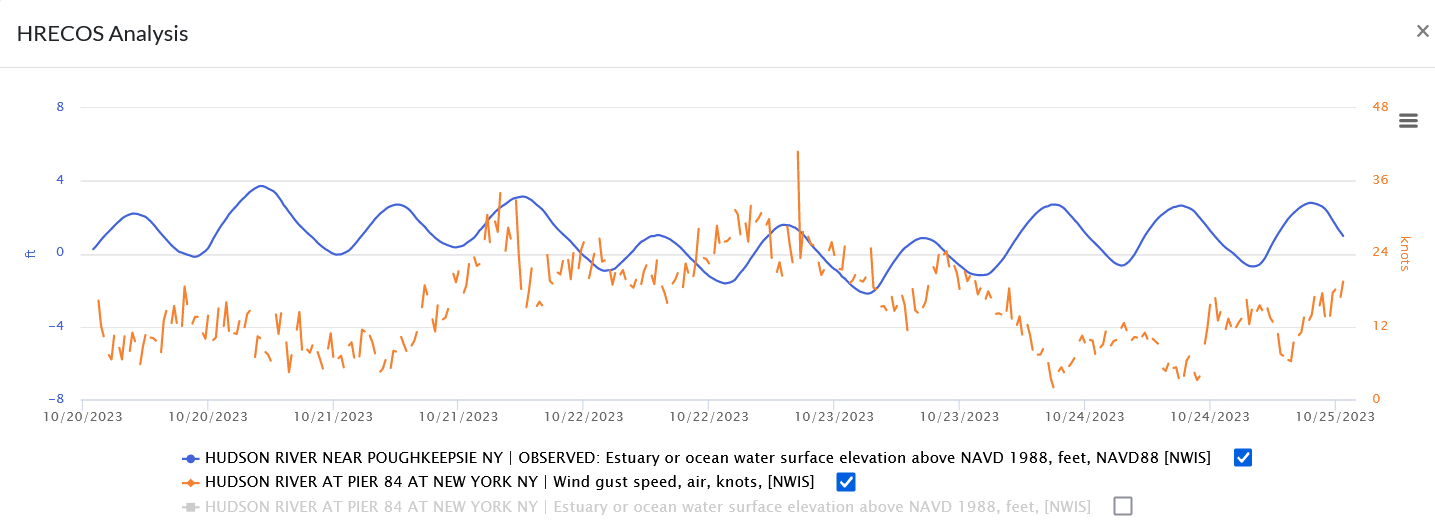 HRECOS Analysis ×
8 48
4 36
0 24
ft knots
−4 12
−8 0
10/20/2023 10/20/2023 10/21/2023 10/21/2023 10/22/2023 10/22/2023 10/23/2023 10/23/2023 10/24/2023 10/24/2023 10/25/2023
HUDSON RIVER NEAR POUGHKEEPSIE NY | OBSERVED: Estuary or ocean water surface elevation above NAVD 1988, feet, NAVD88 [NWIS]
HUDSON RIVER AT PIER 84 AT NEW YORK NY | Wind gust speed, air, knots, [NWIS]
HUDSON RIVER AT PIER 84 AT NEW YORK NY | Estuary or ocean water surface elevation above NAVD 1988, feet, [NWIS]